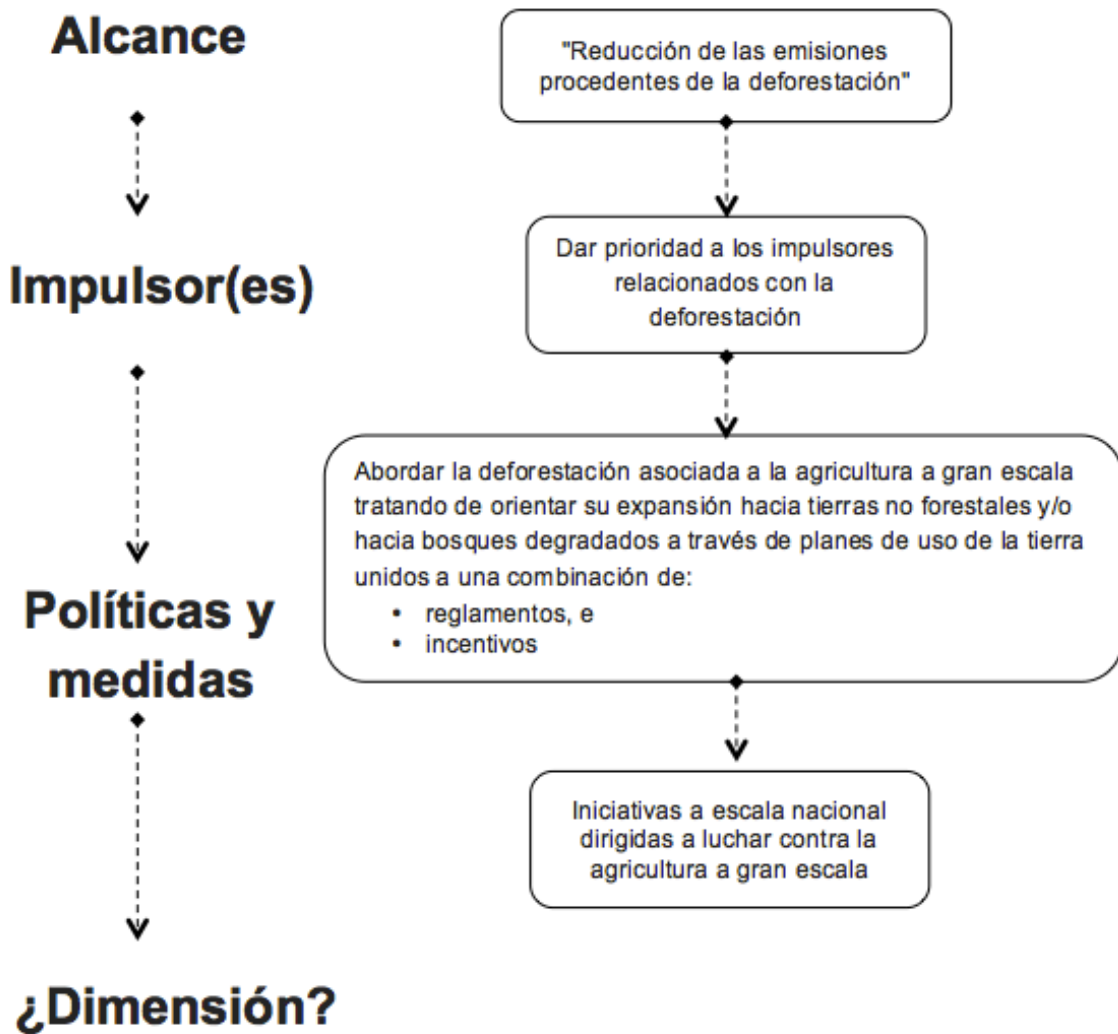 Alcance
"Reducción de las emisiones
procedentes de la deforestación"
Impulsor(es)
Dar prioridad a los impulsores
relacionados con la
deforestación
Políticas y
medidas
Abordar la deforestación asociada a la agricultura a gran escala
tratando de orientar su expansión hacia tierras no forestales y/o
hacia bosques degradados a través de planes de uso de la tierra
unidos a una combinación de:
• reglamentos, e
• incentivos
¿Dimensión?
Iniciativas a escala nacional
dirigidas a luchar contra la
agricultura a gran escala